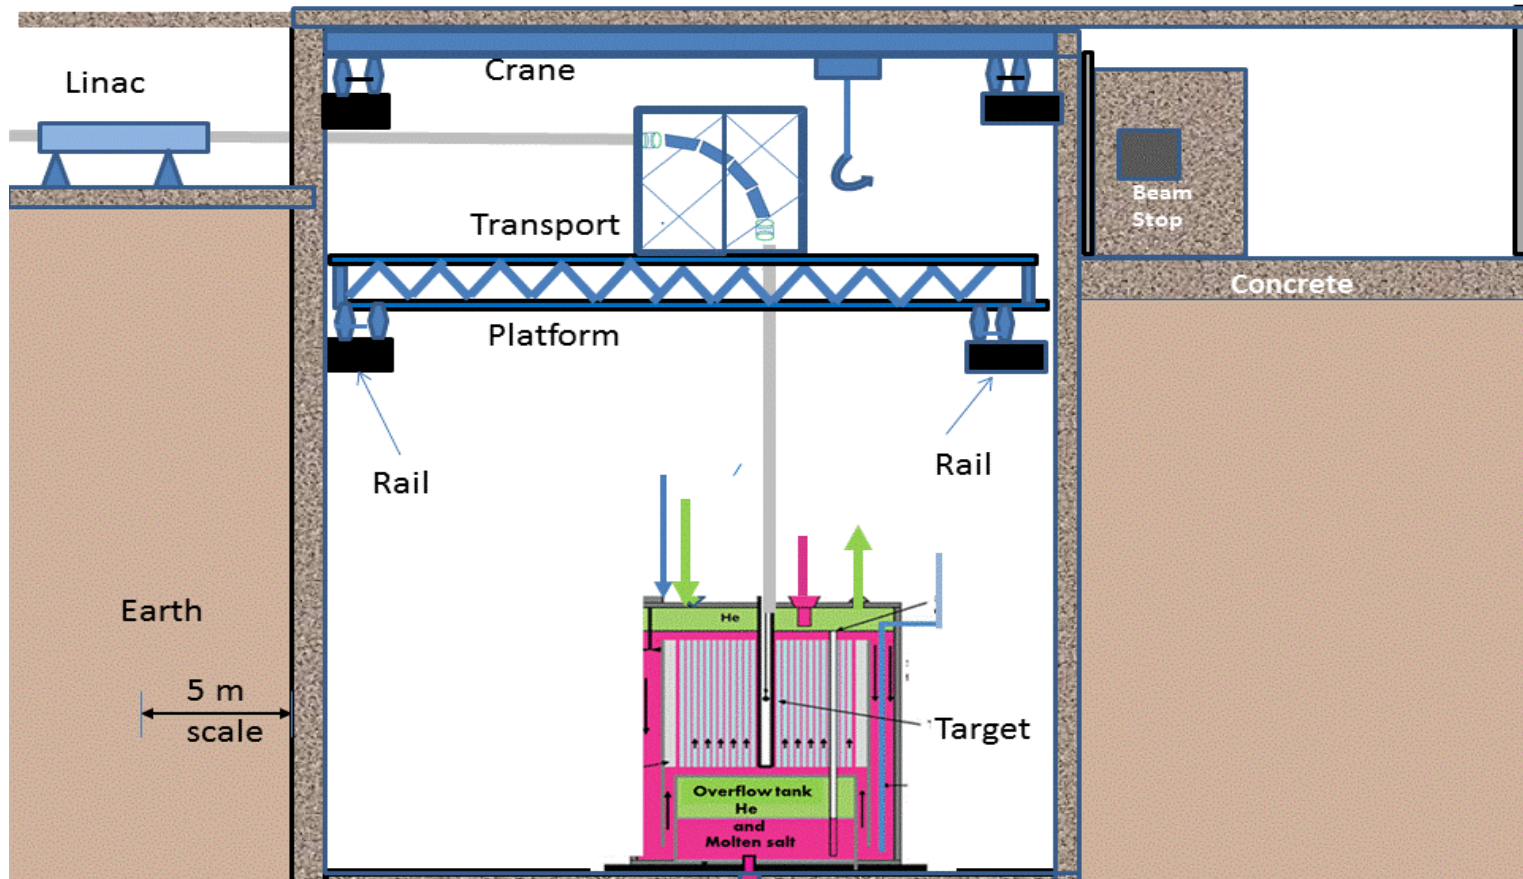 Linac
Crane
Beam
Stop
Transport
Concrete
Platform
Rail
Rail
Earth
He
5 m
scale
Target
Overflow tank
He
and
Molten salt